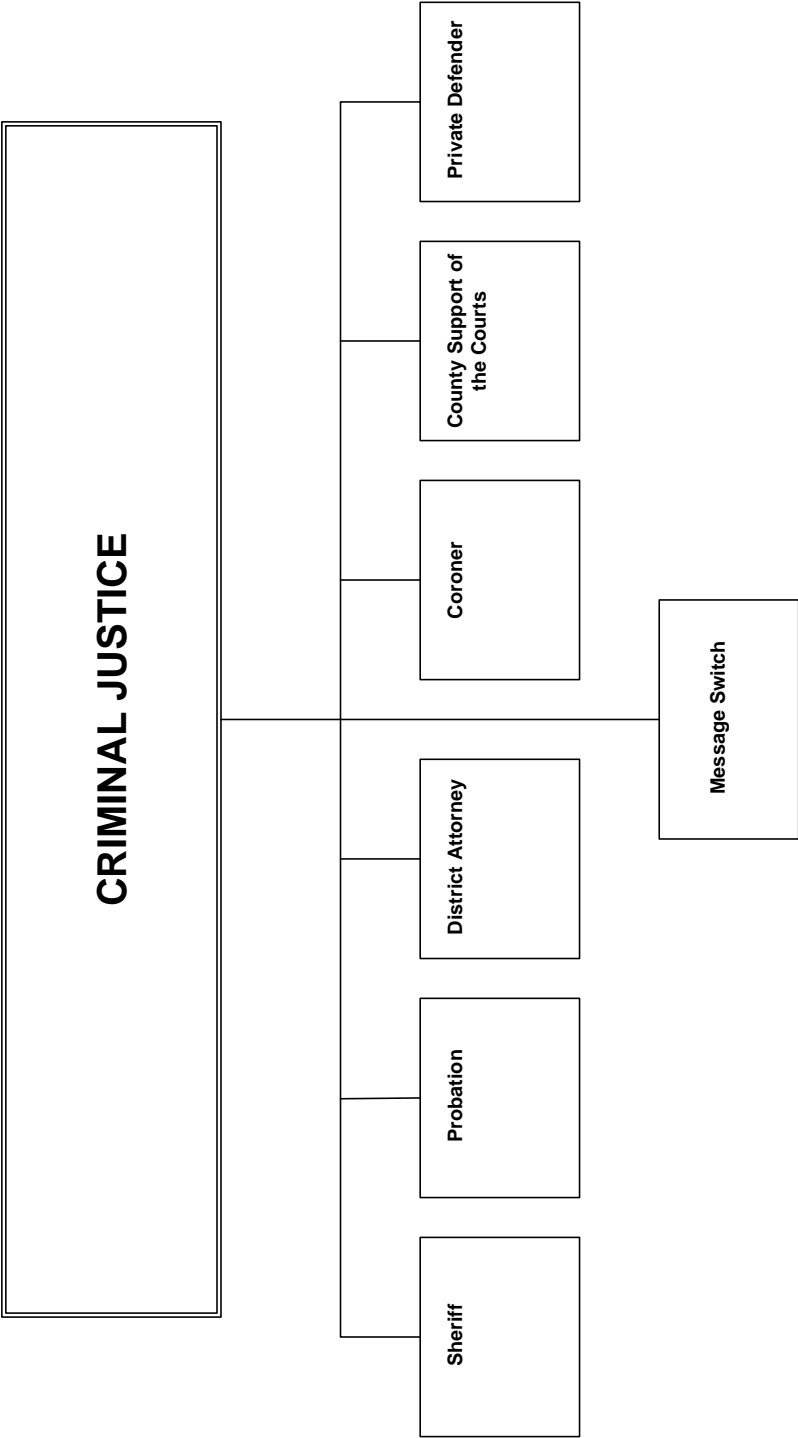 CRIMINAL JUSTICE
Sheriff
Probation
District Attorney
Coroner
County Support of
the Courts
Private Defender
Message Switch